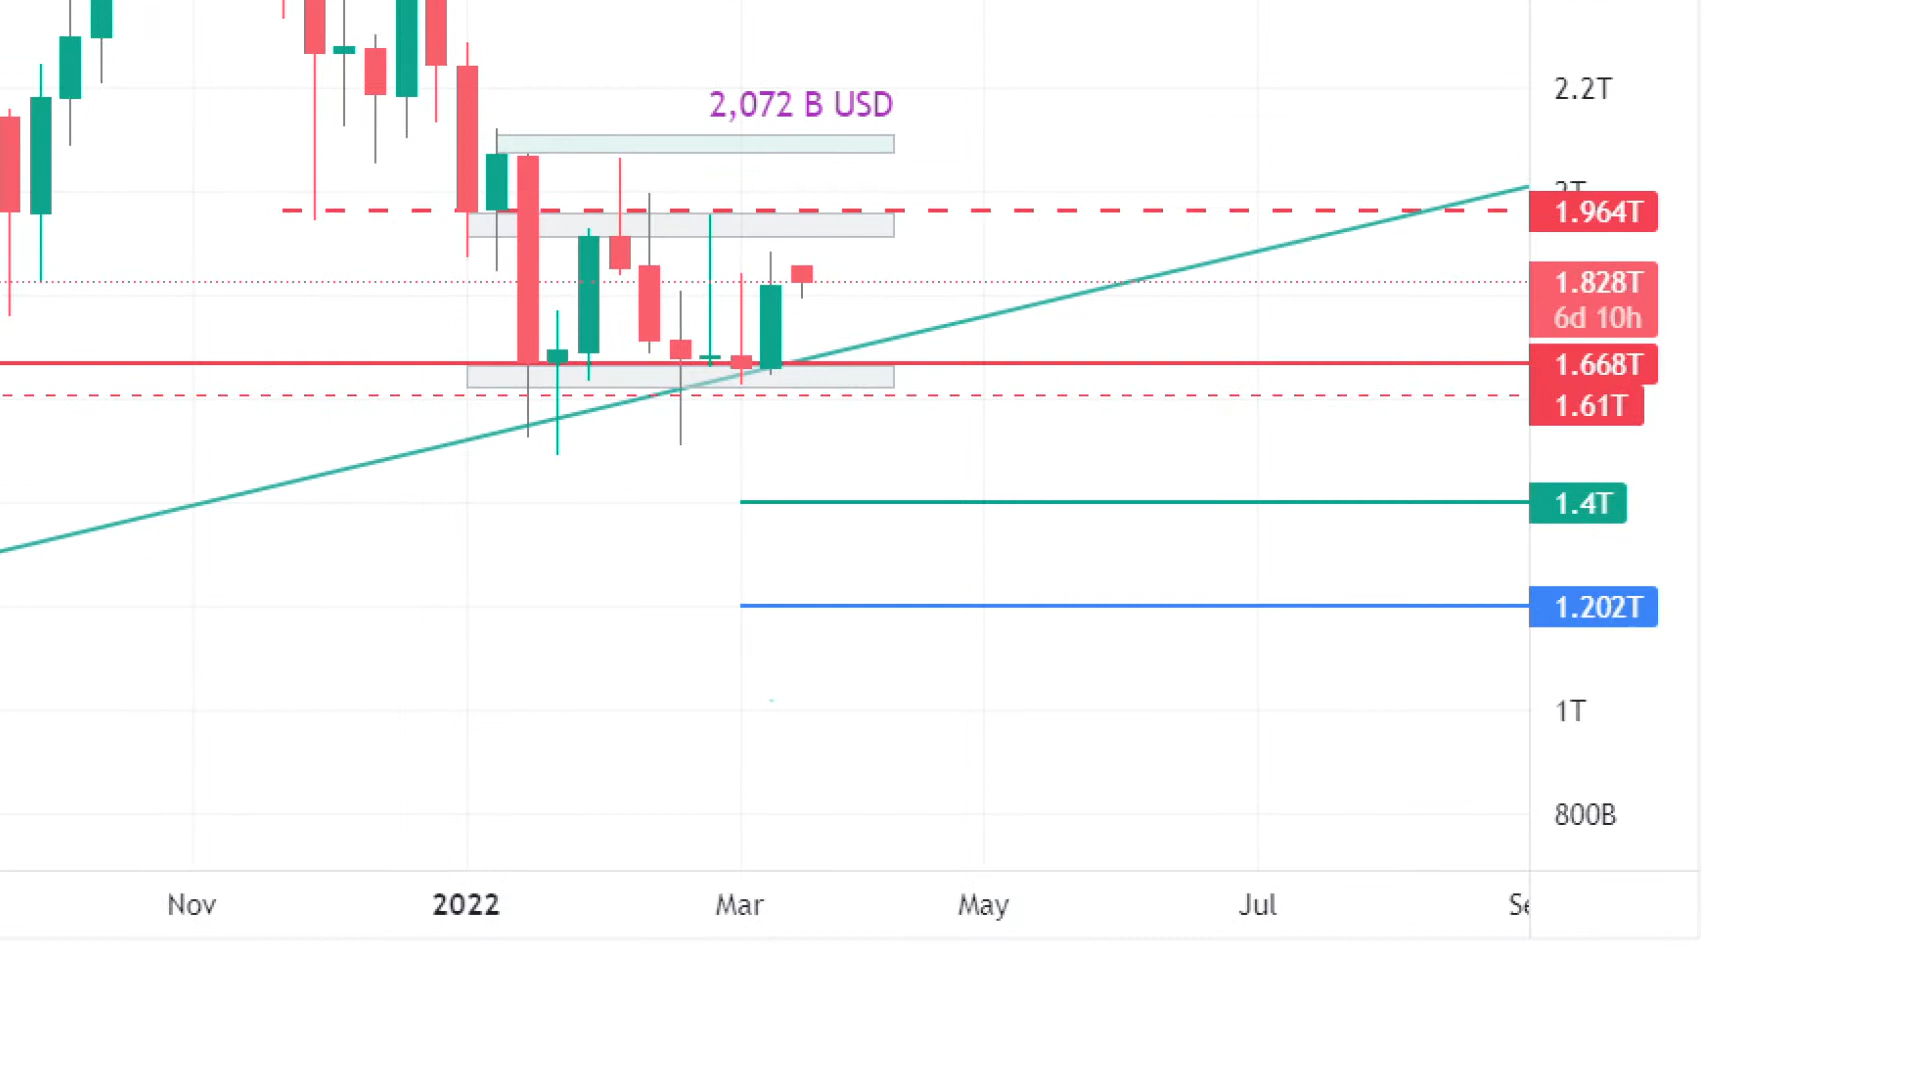 2.2T
2,072 B USD
2T
1.964T
1.828T
6d 10h
1.668T
1.61T
1.4T
1.202T
1T
800B
Nov 2022 Mar May Jul